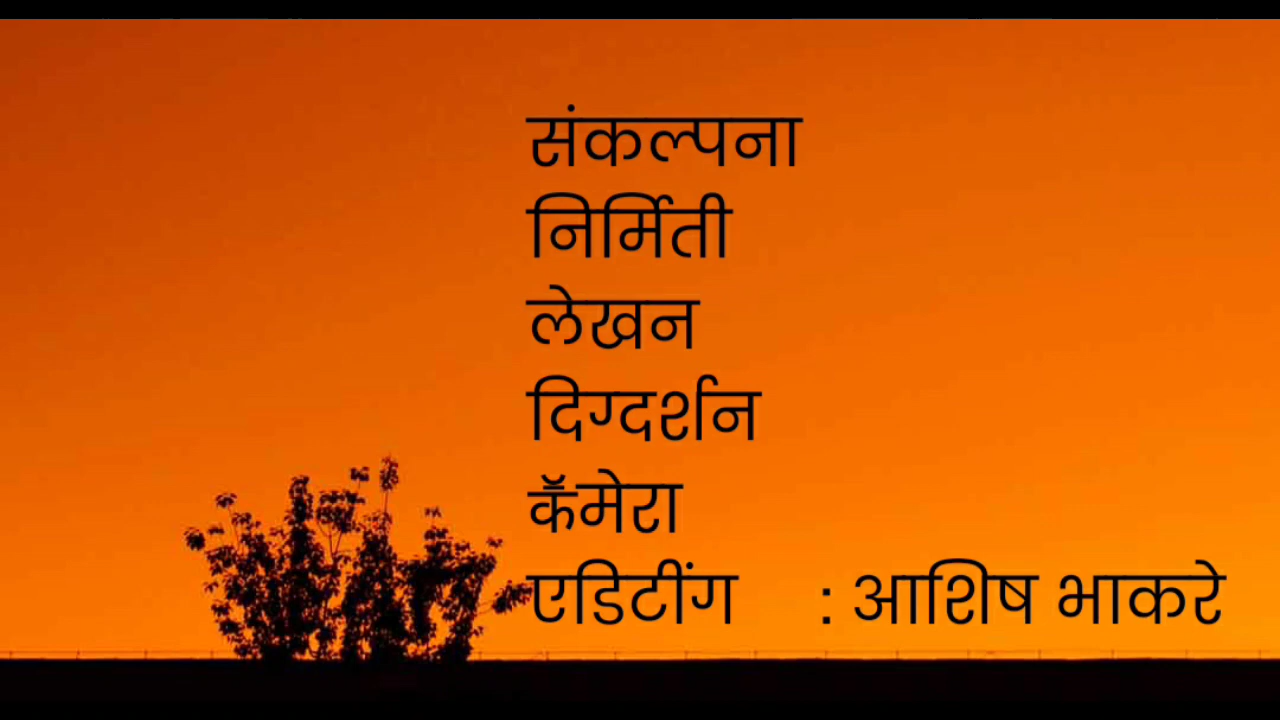 संकल्पना
निर्मिती
लेखन
दिग्दर्शन
कॅमेरा
एडिटींग : आशिष भाकरे